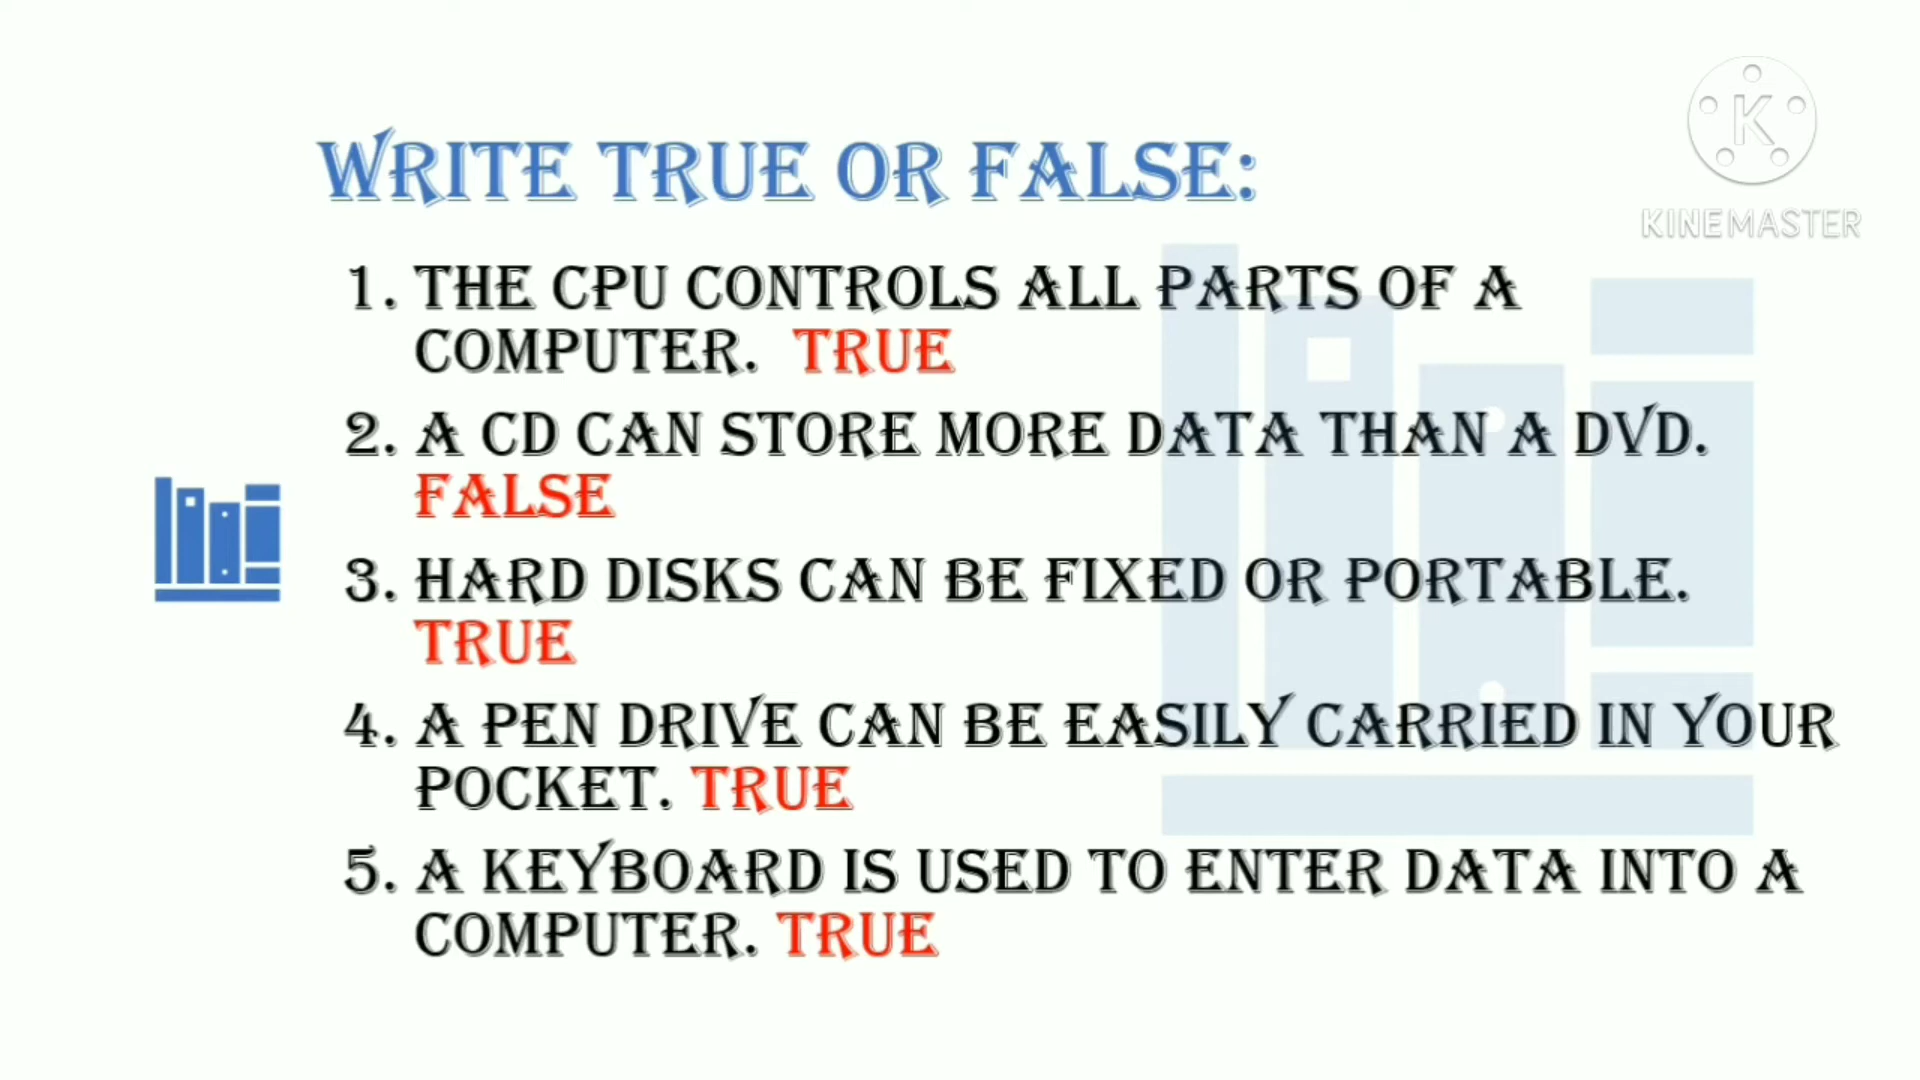 WRITE TRUE OR FALSE:
K
KINEMASTER
1. THE CPU CONTROLS ALL PARTS OF A
COMPUTER. TRUE
2. A CD CAN STORE MORE DATA THAN A DVD.
FALSE
3. HARD DISKS CAN BE FIXED OR PORTABLE.
TRUE
4. A PEN DRIVE CAN BE EASILY CARRIED IN YOUR
POCKET. TRUE
5. A KEYBOARD IS USED TO ENTER DATA INTO A
COMPUTER. TRUE